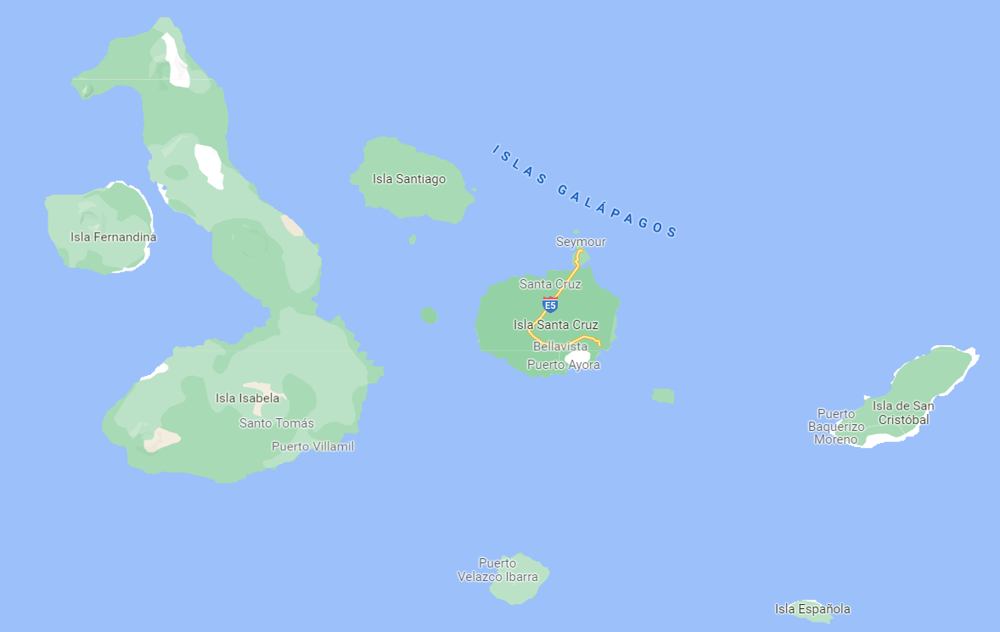 ISLAS GALÁPAGOS
Isla Santiago
Isla Fernandina
Seymour
Santa Cruz
E5
Isla Santa Cruz
Bellavista
Puerto Ayora
Isla Isabela
Santo Tomás
Puerto Villamil
Isla de San
Cristóbal
Puerto
Baquerizo
Moreno
Puerto
Velazco Ibarra
Isla Española